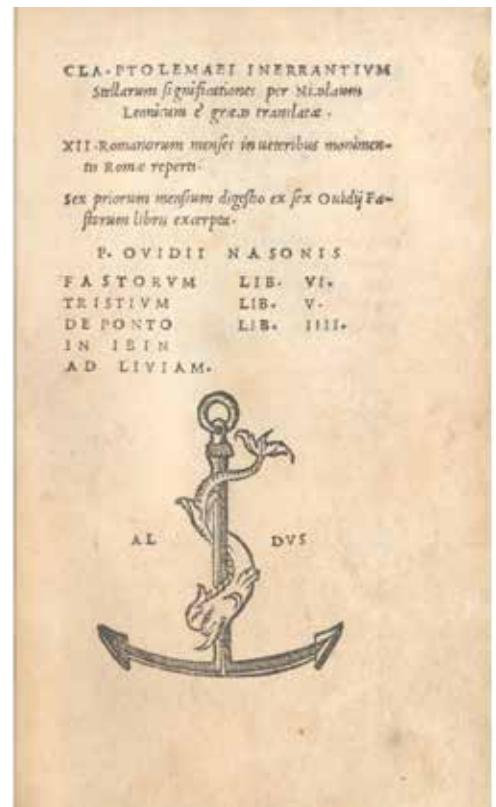 CLA. PTOLEMAEI INERRANTIVM
Stellarum significationes per Nicolaum
Leonicum è græco translatæ.
XII. Romanorum menses in ueteribus monimen-
tis Romæ reperti.
Sex priorum mensium digestio ex sex Ouidij Fa-
storum libris excerpta.
P. OVIDII NASONIS
FASTORVM LIB. VI.
TRISTIVM LIB. V.
DE PONTO LIB. IIII.
IN IBIN
AD LIVIAM.
AL DVS